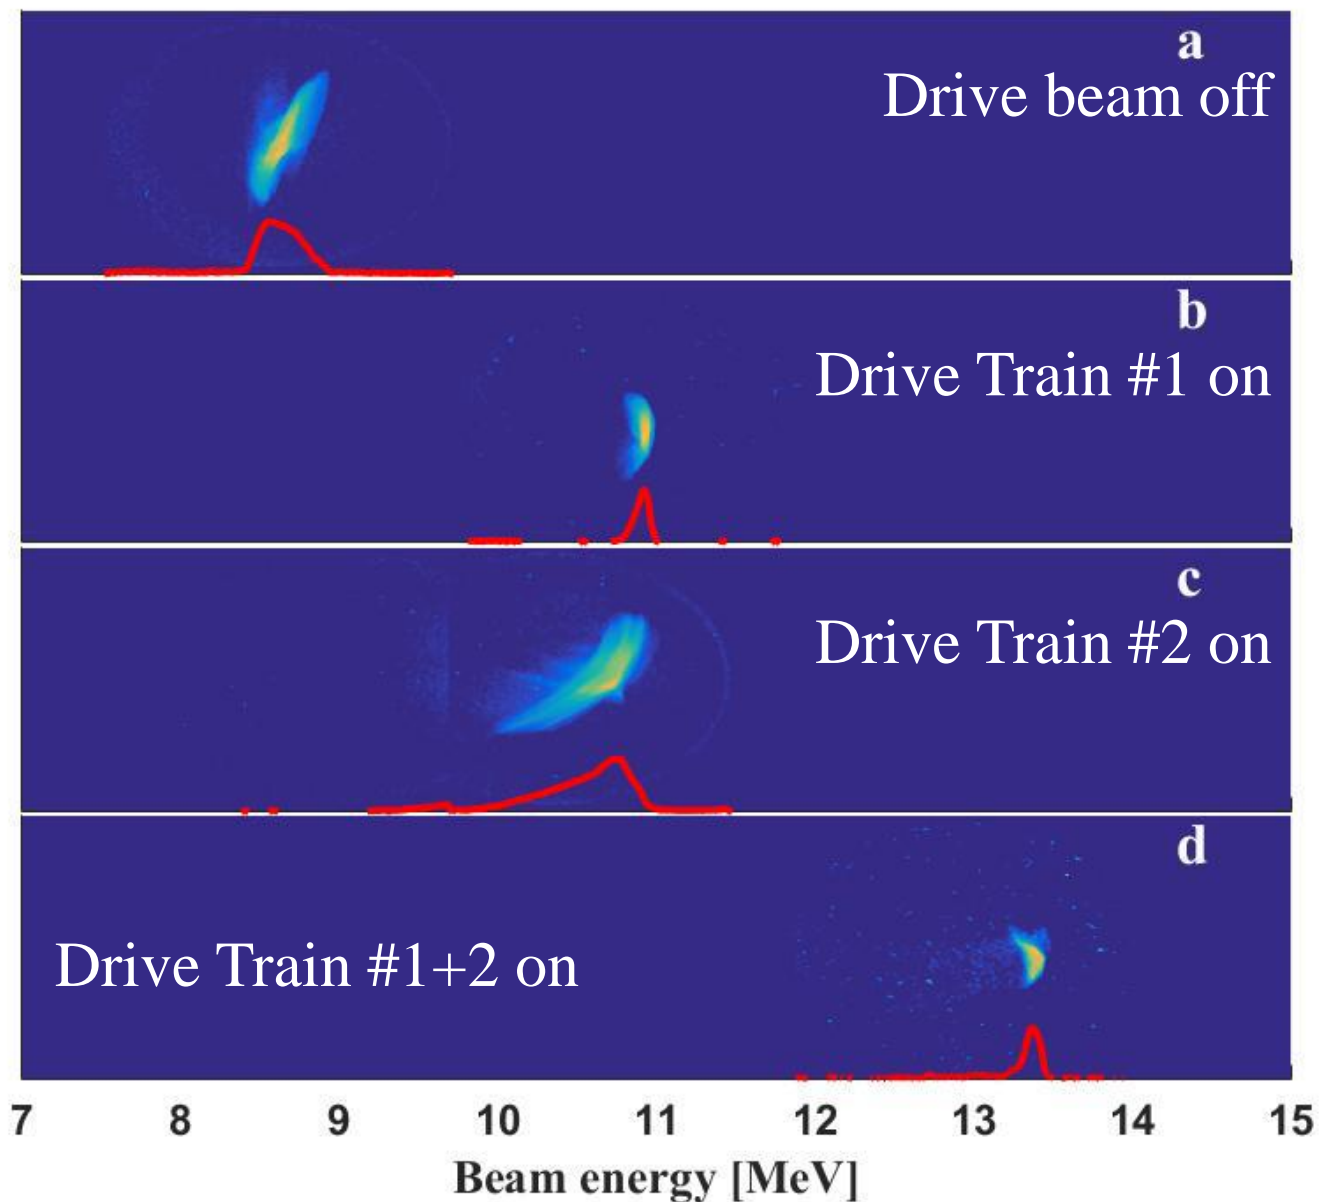 a
Drive beam off
b
Drive Train #1 on
c
Drive Train #2 on
d
Drive Train #1+2 on
7 8 9 10 11 12 13 14 15
Beam energy [MeV]